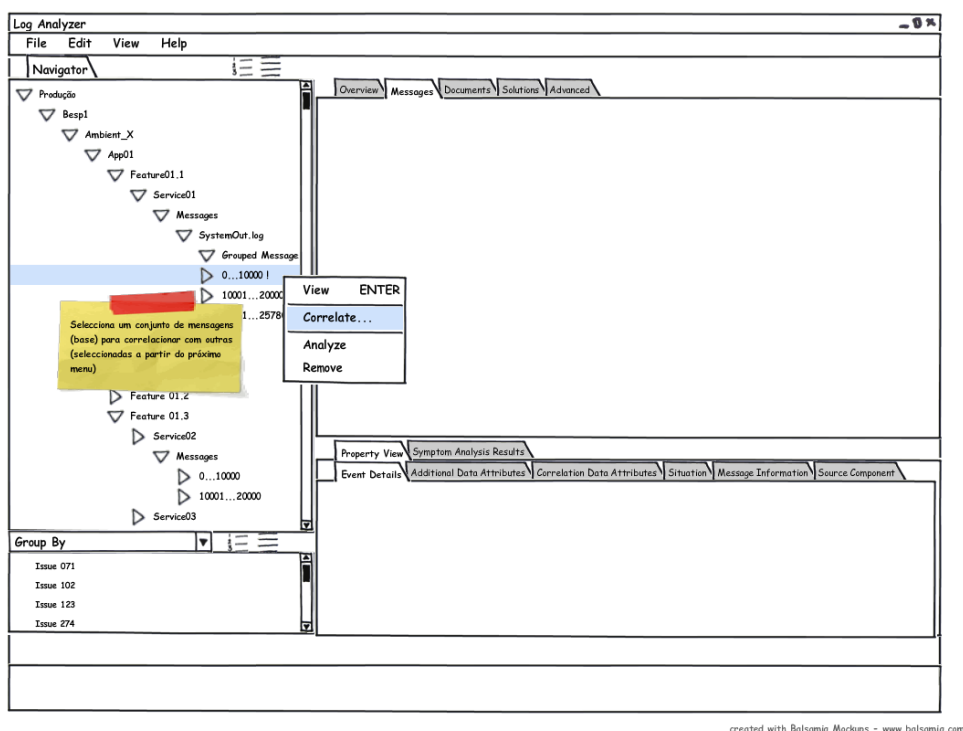 Log Analyzer
File Edit View Help
Navigator
Produção
Besp1
Ambient_X
App01
Feature01.1
Service01
Messages
SystemOut.log
Grouped Message
0...10000 !
10001...20000
1...2578
View ENTER
Correlate...
Analyze
Remove
Selecciona um conjunto de mensagens
(base) para correlacionar com outras
(seleccionadas a partir do próximo
menu)
Feature 01.2
Feature 01.3
Service02
Messages
0...10000
10001...20000
Service03
Group By
Issue 071
Issue 102
Issue 123
Issue 274
Overview Messages Documents Solutions Advanced
Property View Symptom Analysis Results
Event Details Additional Data Attributes Correlation Data Attributes Situation Message Information Source Component
created with Balsamiq Mockups - www.balsamiq.com